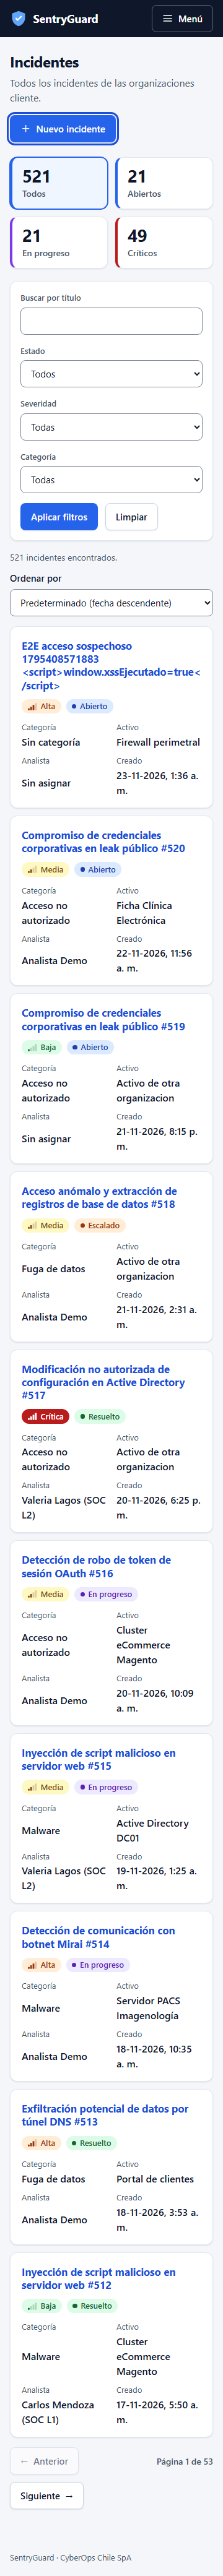 SentryGuard
Menú
Incidentes
Todos los incidentes de las organizaciones
cliente.
+ Nuevo incidente
521
Todos
21
Abiertos
21
En progreso
49
Críticos
Buscar por título
Estado
Todos
Severidad
Todas
Categoría
Todas
Aplicar filtros
Limpiar
521 incidentes encontrados.
Ordenar por
Predeterminado (fecha descendente)
E2E acceso sospechoso
1795408571883
<script>window.xssEjecutado=true<
/script>
Alta
Abierto
Categoría
Activo
Sin categoría
Firewall perimetral
Analista
Creado
Sin asignar
23-11-2026, 1:36 a.
m.
Compromiso de credenciales
corporativas en leak público #520
Media
Abierto
Categoría
Activo
Acceso no
autorizado
Ficha Clínica
Electrónica
Analista
Creado
Analista Demo
22-11-2026, 11:56
a. m.
Compromiso de credenciales
corporativas en leak público #519
Baja
Abierto
Categoría
Activo
Acceso no
autorizado
Activo de otra
organizacion
Analista
Creado
Sin asignar
21-11-2026, 8:15 p.
m.
Acceso anómalo y extracción de
registros de base de datos #518
Media
Escalado
Categoría
Activo
Fuga de datos
Activo de otra
organizacion
Analista
Creado
Analista Demo
21-11-2026, 2:31 a.
m.
Modificación no autorizada de
configuración en Active Directory
#517
Crítica
Resuelto
Categoría
Activo
Acceso no
autorizado
Activo de otra
organizacion
Analista
Creado
Valeria Lagos (SOC
L2)
20-11-2026, 6:25 p.
m.
Detección de robo de token de
sesión OAuth #516
Media
En progreso
Categoría
Activo
Acceso no
autorizado
Cluster
eCommerce
Magento
Analista
Creado
Analista Demo
20-11-2026, 10:09
a. m.
Inyección de script malicioso en
servidor web #515
Media
En progreso
Categoría
Activo
Malware
Active Directory
DC01
Analista
Creado
Valeria Lagos (SOC
L2)
19-11-2026, 1:25 a.
m.
Detección de comunicación con
botnet Mirai #514
Alta
En progreso
Categoría
Activo
Malware
Servidor PACS
Imagenología
Analista
Creado
Analista Demo
18-11-2026, 10:35
a. m.
Exfiltración potencial de datos por
túnel DNS #513
Alta
Resuelto
Categoría
Activo
Fuga de datos
Portal de clientes
Analista
Creado
Analista Demo
18-11-2026, 3:53 a.
m.
Inyección de script malicioso en
servidor web #512
Baja
Resuelto
Categoría
Activo
Malware
Cluster
eCommerce
Magento
Analista
Creado
Carlos Mendoza
(SOC L1)
17-11-2026, 5:50 a.
m.
← Anterior
Página 1 de 53
Siguiente →
SentryGuard · CyberOps Chile SpA